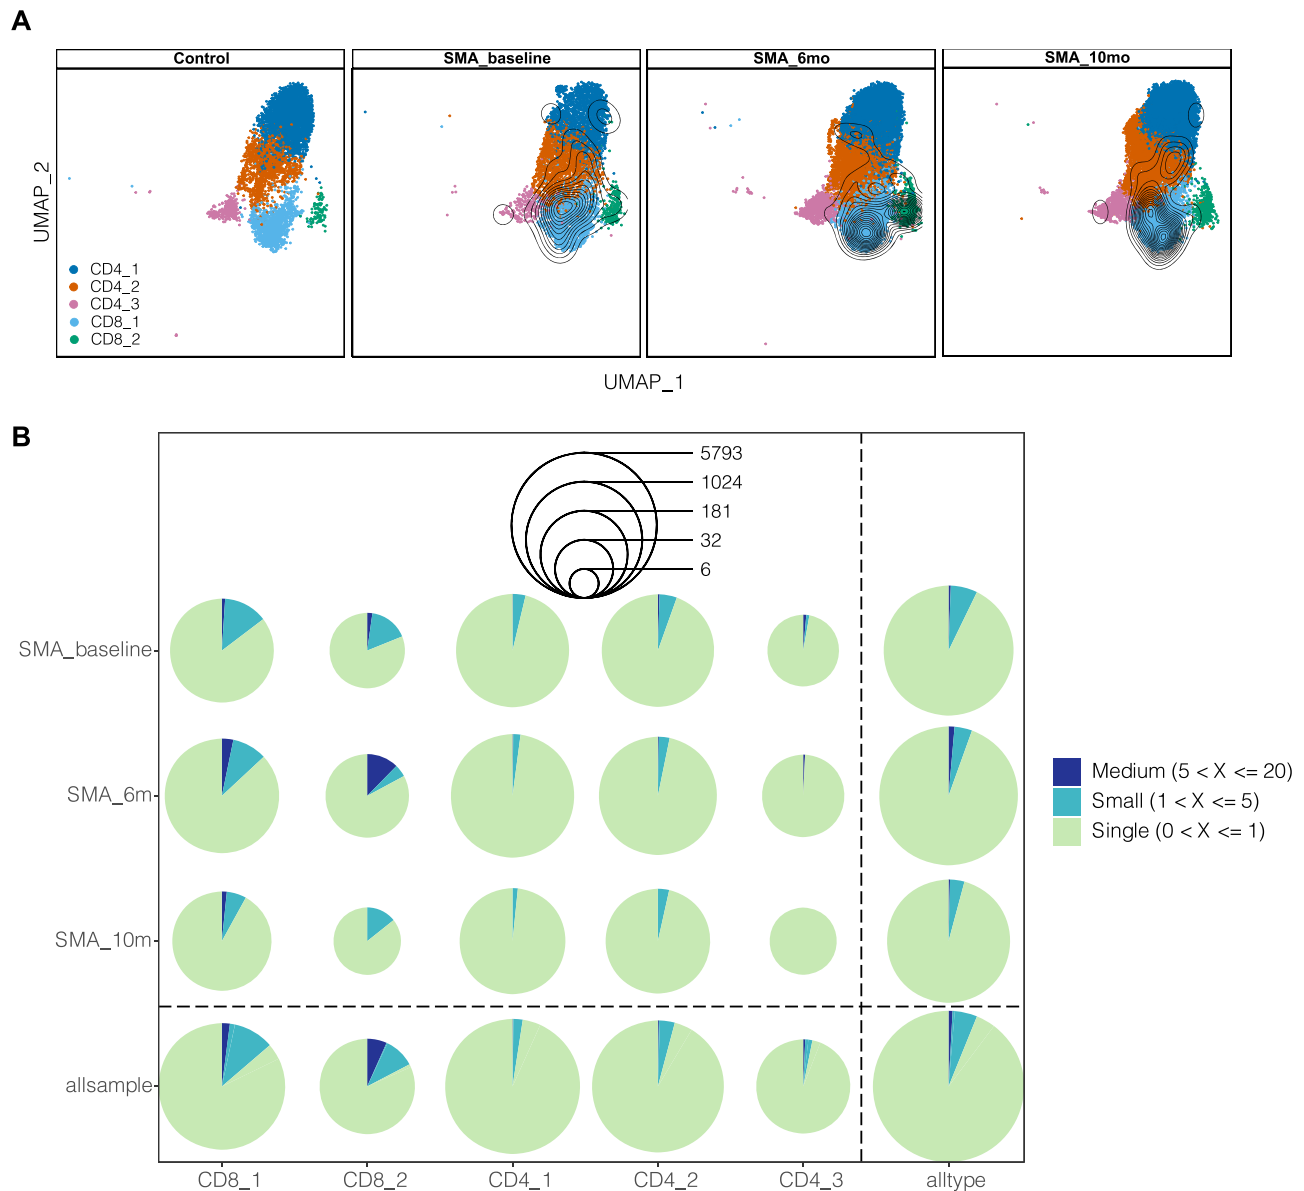 A
Control
SMA_baseline
SMA_6mo
SMA_10mo
UMAP_2
CD4_1
CD4_2
CD4_3
CD8_1
CD8_2
UMAP_1
B
5793
1024
181
32
6
SMA_baseline
SMA_6m
SMA_10m
allsample
Medium (5 < X <= 20)
Small (1 < X <= 5)
Single (0 < X <= 1)
CD8_1
CD8_2
CD4_1
CD4_2
CD4_3
alltype